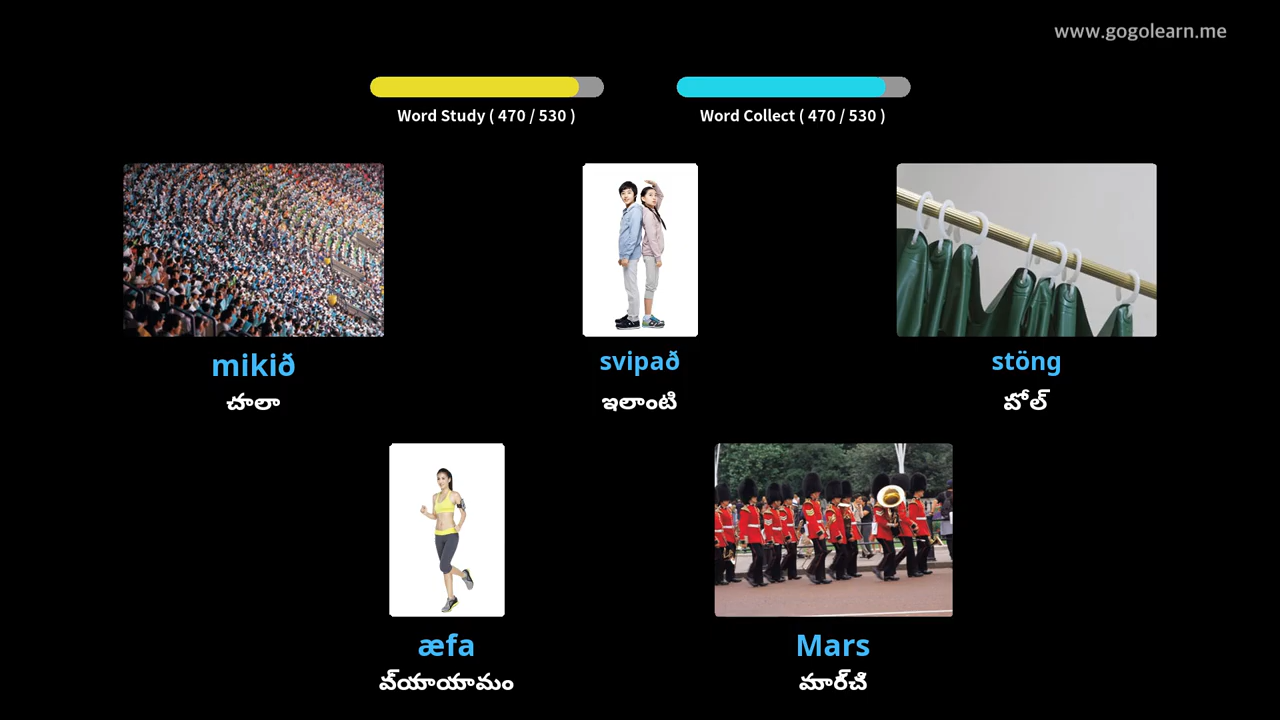 www.gogolearn.me
Word Study ( 470 / 530 )
Word Collect ( 470 / 530 )
mikið
svipað
stöng
చాలా
ఇలాంటి
పోల్
æfa
Mars
వ్యాయామం
మార్చి